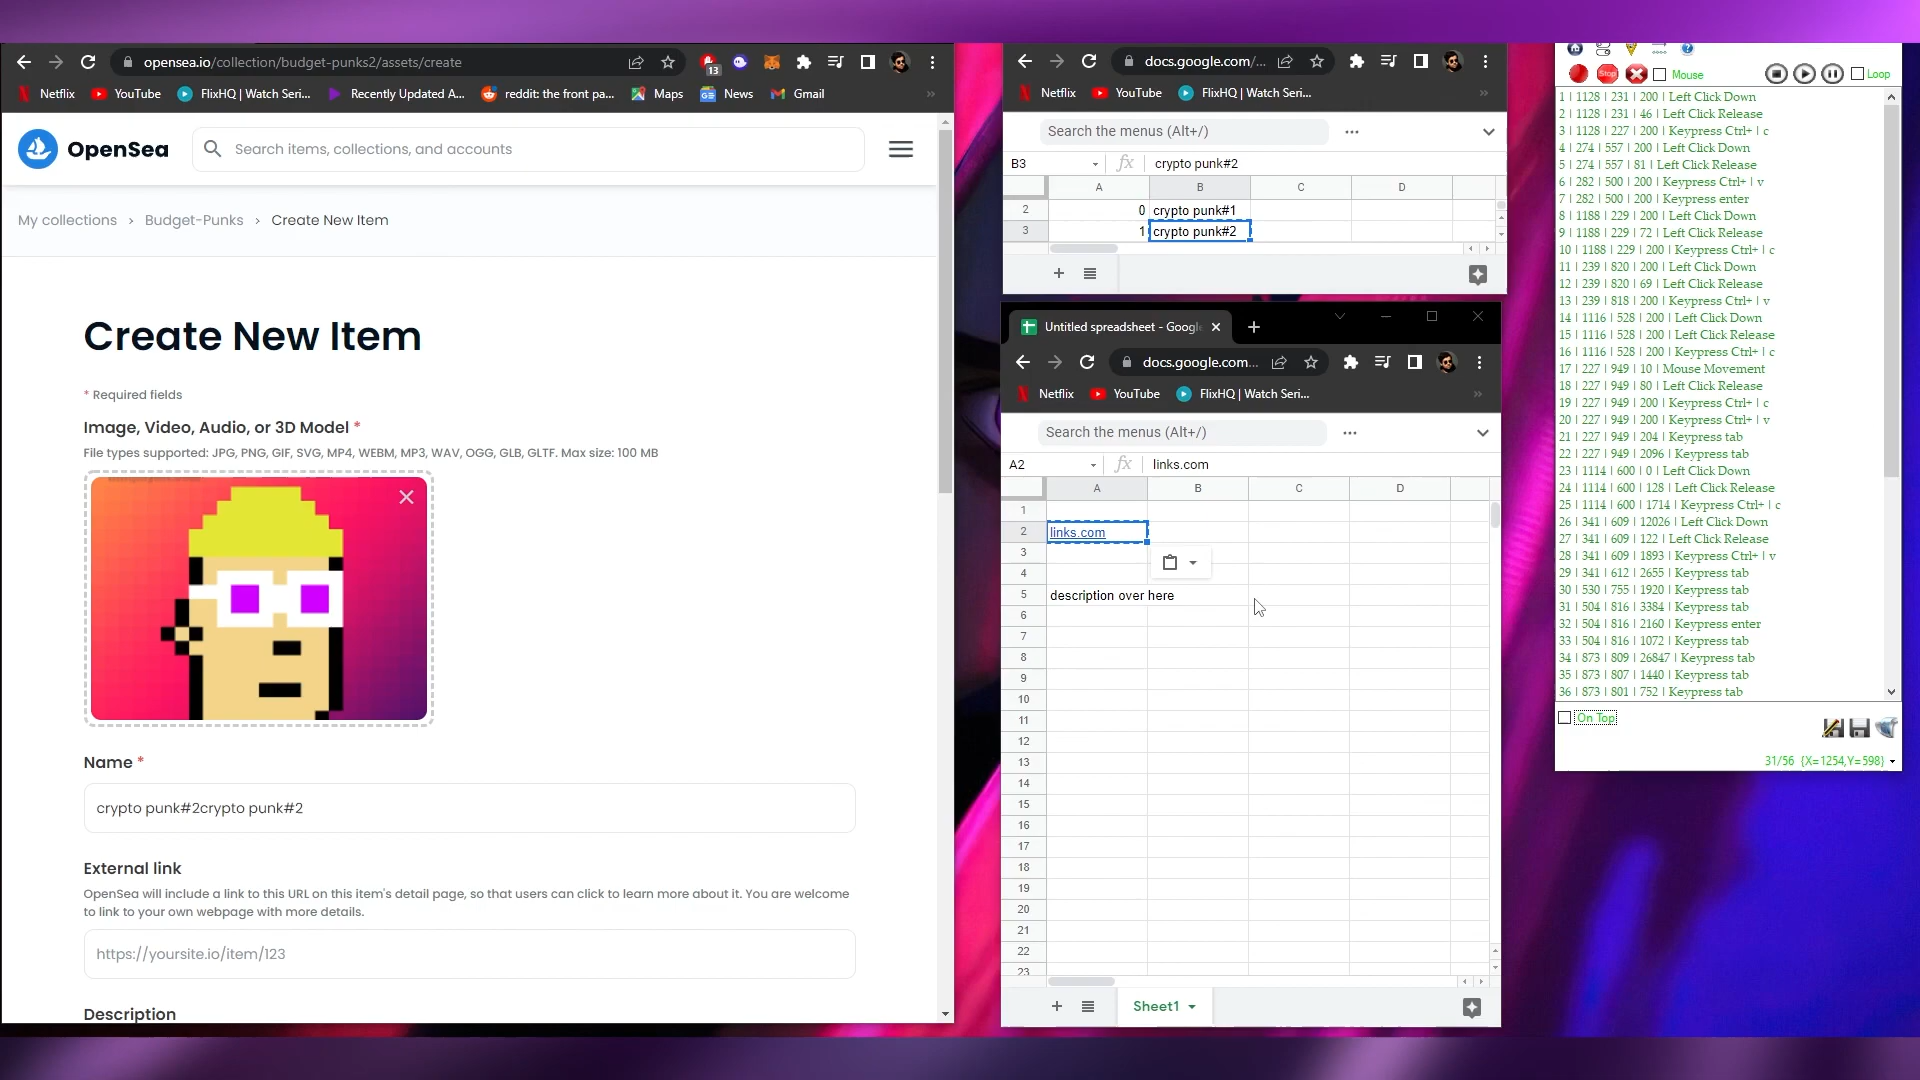 opensea.io/collection/budget-punks2/assets/create
13
Netflix
YouTube
FlixHQ | Watch Seri...
Recently Updated A...
reddit: the front pa...
Maps
News
Gmail
»
OpenSea
Search items, collections, and accounts
My collections > Budget-Punks > Create New Item
Create New Item
* Required fields
Image, Video, Audio, or 3D Model *
File types supported: JPG, PNG, GIF, SVG, MP4, WEBM, MP3, WAV, OGG, GLB, GLTF. Max size: 100 MB
Name *
crypto punk#2crypto punk#2
External link
OpenSea will include a link to this URL on this item's detail page, so that users can click to learn more about it. You are welcome
to link to your own webpage with more details.
https://yoursite.io/item/123
Description
docs.google.com/...
Netflix
YouTube
FlixHQ | Watch Seri...
»
Search the menus (Alt+/)
B3
fx
crypto punk#2
A B C D
2 0 crypto punk#1
3 1 crypto punk#2
Untitled spreadsheet - Googl
docs.google.com...
Netflix
YouTube
FlixHQ | Watch Seri...
»
Search the menus (Alt+/)
A2
fx
links.com
A B C D
1
2 links.com
3
4
5 description over here
6
7
8
9
10
11
12
13
14
15
16
17
18
19
20
21
22
23
Sheet1
Stop
Mouse
Loop
1 | 1128 | 231 | 200 | Left Click Down
2 | 1128 | 231 | 46 | Left Click Release
3 | 1128 | 227 | 200 | Keypress Ctrl+ | c
4 | 274 | 557 | 200 | Left Click Down
5 | 274 | 557 | 81 | Left Click Release
6 | 282 | 500 | 200 | Keypress Ctrl+ | v
7 | 282 | 500 | 200 | Keypress enter
8 | 1188 | 229 | 200 | Left Click Down
9 | 1188 | 229 | 72 | Left Click Release
10 | 1188 | 229 | 200 | Keypress Ctrl+ | c
11 | 239 | 820 | 200 | Left Click Down
12 | 239 | 820 | 69 | Left Click Release
13 | 239 | 818 | 200 | Keypress Ctrl+ | v
14 | 1116 | 528 | 200 | Left Click Down
15 | 1116 | 528 | 200 | Left Click Release
16 | 1116 | 528 | 200 | Keypress Ctrl+ | c
17 | 227 | 949 | 10 | Mouse Movement
18 | 227 | 949 | 80 | Left Click Release
19 | 227 | 949 | 200 | Keypress Ctrl+ | c
20 | 227 | 949 | 200 | Keypress Ctrl+ | v
21 | 227 | 949 | 204 | Keypress tab
22 | 227 | 949 | 2096 | Keypress tab
23 | 1114 | 600 | 0 | Left Click Down
24 | 1114 | 600 | 128 | Left Click Release
25 | 1114 | 600 | 1714 | Keypress Ctrl+ | c
26 | 341 | 609 | 12026 | Left Click Down
27 | 341 | 609 | 122 | Left Click Release
28 | 341 | 609 | 1893 | Keypress Ctrl+ | v
29 | 341 | 612 | 2655 | Keypress tab
30 | 530 | 755 | 1920 | Keypress tab
31 | 504 | 816 | 3384 | Keypress tab
32 | 504 | 816 | 2160 | Keypress enter
33 | 504 | 816 | 1072 | Keypress tab
34 | 873 | 809 | 26847 | Keypress tab
35 | 873 | 807 | 1440 | Keypress tab
36 | 873 | 801 | 752 | Keypress tab
On Top
31/56 {X=1254,Y=598}